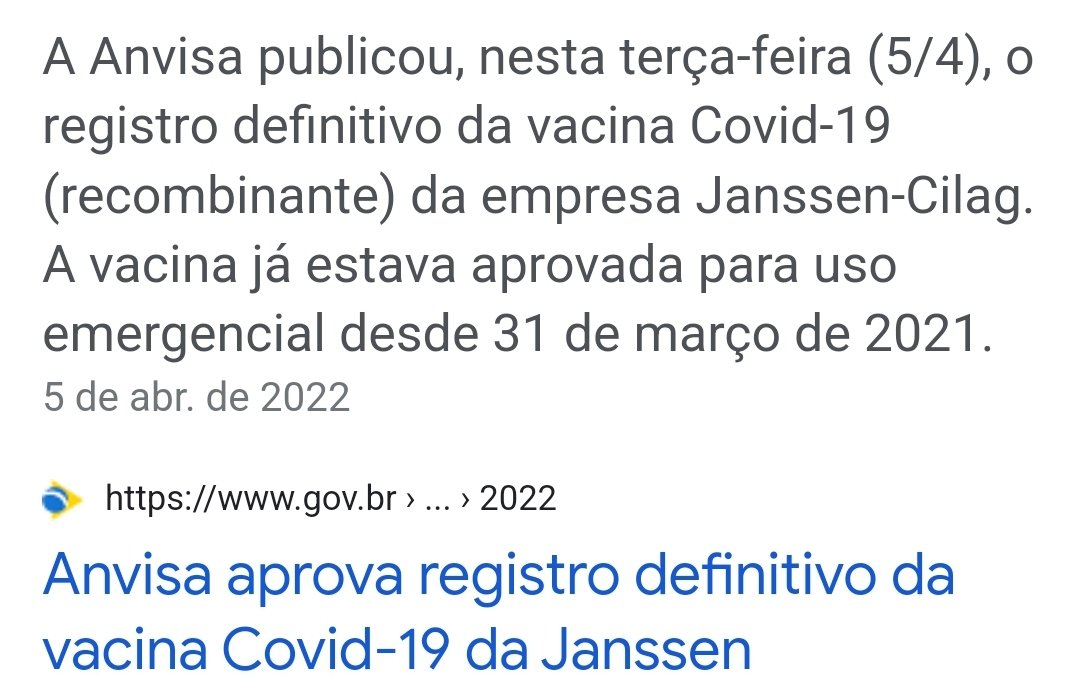 A Anvisa publicou, nesta terça-feira (5/4), o
registro definitivo da vacina Covid-19
(recombinante) da empresa Janssen-Cilag.
A vacina já estava aprovada para uso
emergencial desde 31 de março de 2021.
5 de abr. de 2022
https://www.gov.br › ... › 2022
Anvisa aprova registro definitivo da
vacina Covid-19 da Janssen